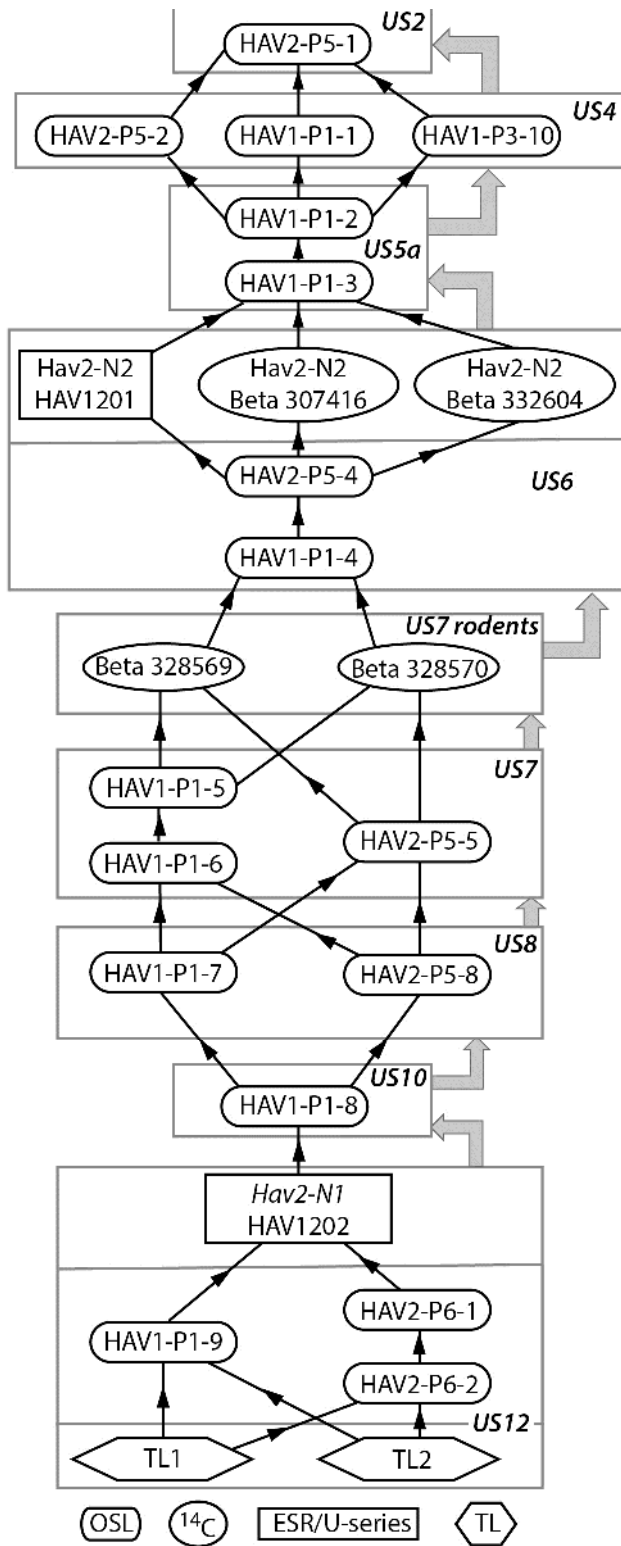 US2
HAV2-P5-1
US4
HAV2-P5-2
HAV1-P1-1
HAV1-P3-10
HAV1-P1-2
US5a
HAV1-P1-3
Hav2-N2
HAV1201
Hav2-N2
Beta 307416
Hav2-N2
Beta 332604
HAV2-P5-4
US6
HAV1-P1-4
US7 rodents
Beta 328569
Beta 328570
US7
HAV1-P1-5
HAV2-P5-5
HAV1-P1-6
US8
HAV1-P1-7
HAV2-P5-8
US10
HAV1-P1-8
Hav2-N1
HAV1202
HAV2-P6-1
HAV1-P1-9
HAV2-P6-2
US12
TL1
TL2
OSL
14C
ESR/U-series
TL